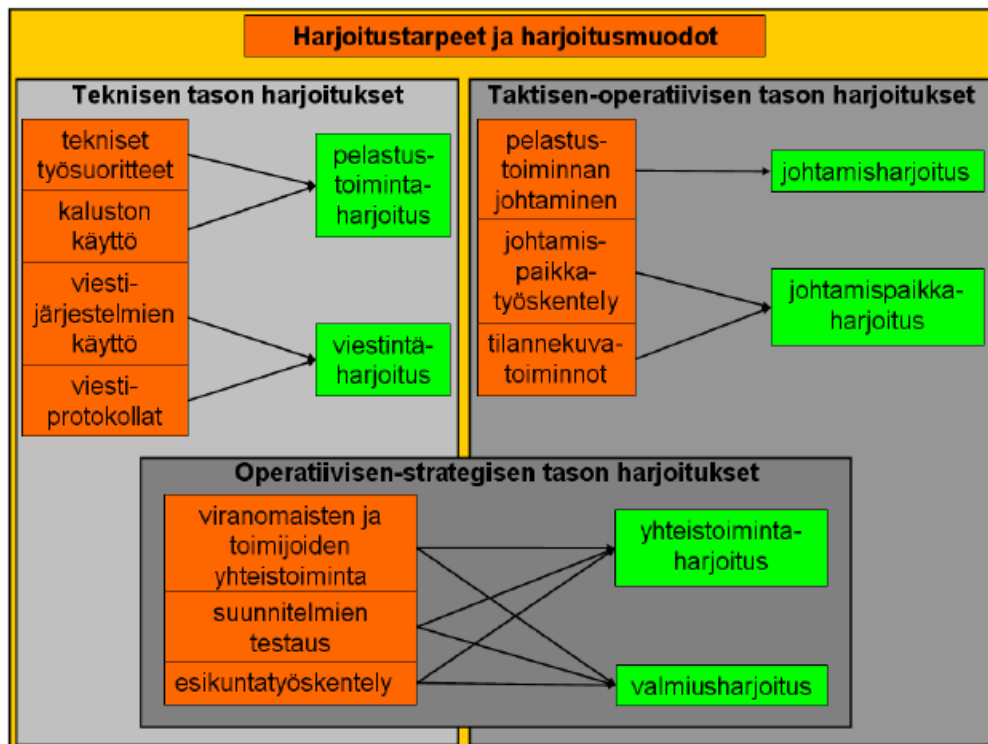 Harjoitustarpeet ja harjoitusmuodot
Teknisen tason harjoitukset
tekniset
työsuoritteet
kaluston
käyttö
viesti-
järjestelmien
käyttö
viesti-
protokollat
pelastus-
toiminta-
harjoitus
viestintä-
harjoitus
Taktisen-operatiivisen tason harjoitukset
pelastus-
toiminnan
johtaminen
johtamis-
paikka-
työskentely
tilannekuva-
toiminnot
johtamisharjoitus
johtamispaikka-
harjoitus
Operatiivisen-strategisen tason harjoitukset
viranomaisten ja
toimijoiden
yhteistoiminta
suunnitelmien
testaus
esikuntatyöskentely
yhteistoiminta-
harjoitus
valmiusharjoitus